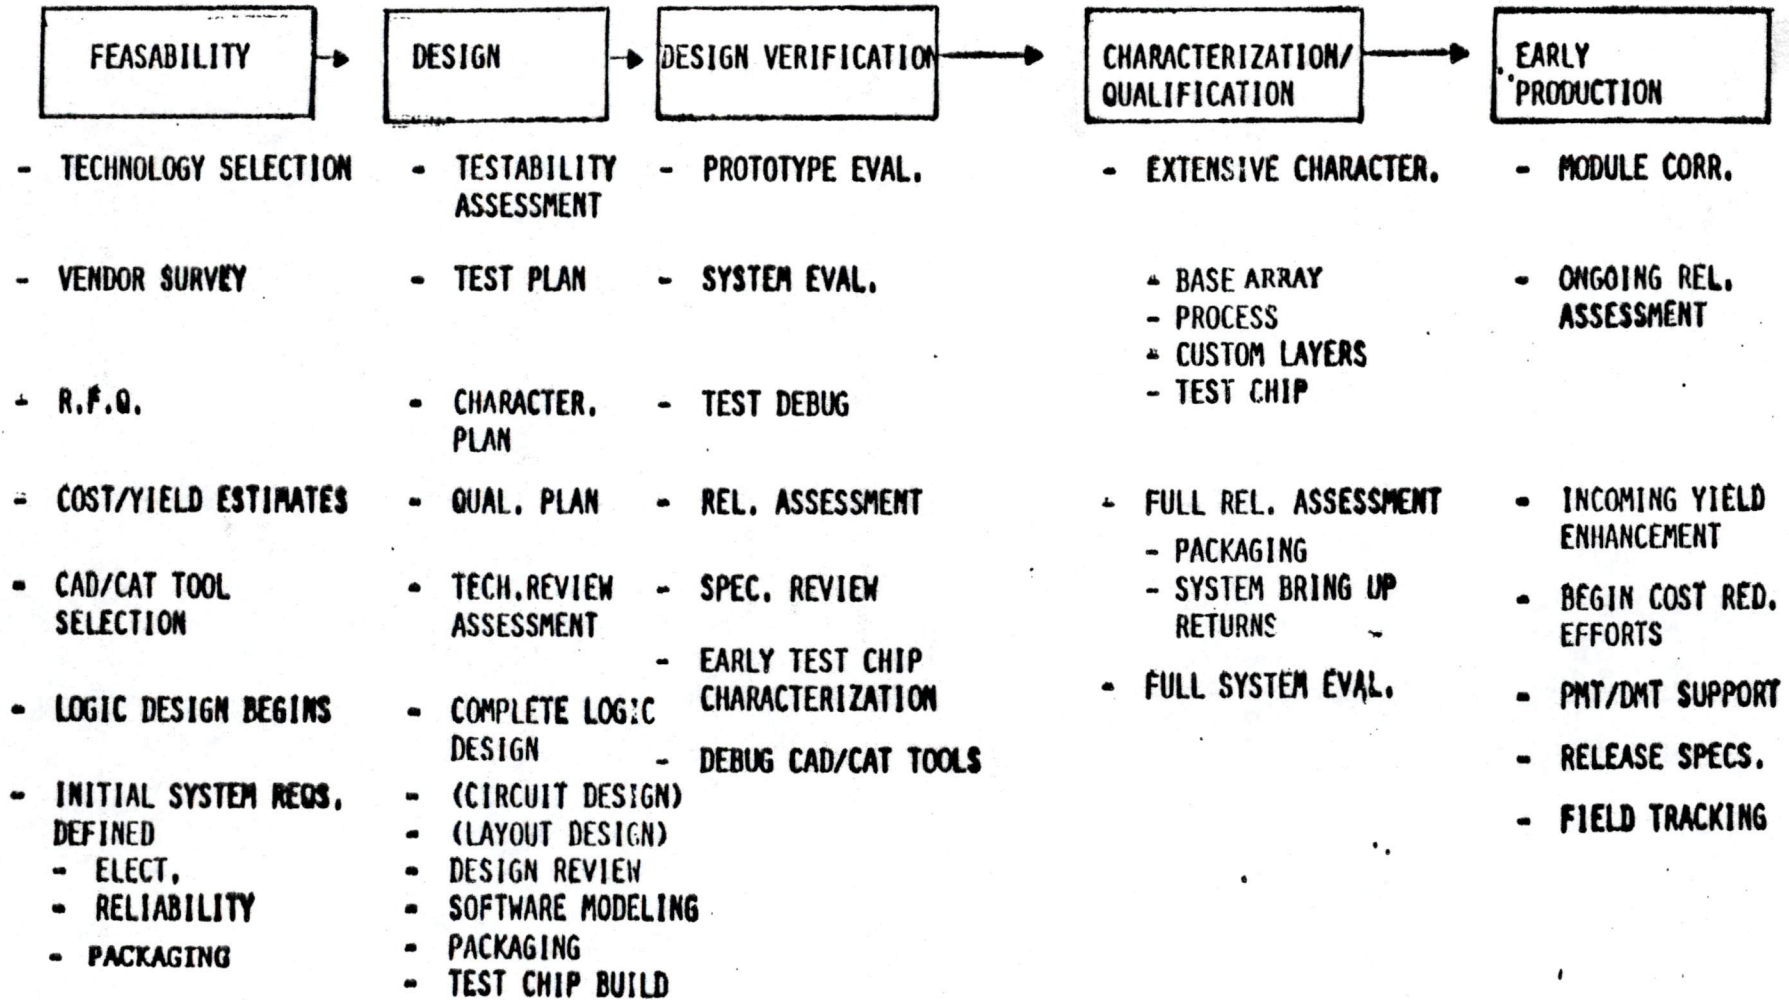 FEASABILITY
- TECHNOLOGY SELECTION
- VENDOR SURVEY
- R.F.Q.
- COST/YIELD ESTIMATES
- CAD/CAT TOOL
SELECTION
- LOGIC DESIGN BEGINS
- INITIAL SYSTEM REQS.
DEFINED
- ELECT.
- RELIABILITY
- PACKAGING
DESIGN
- TESTABILITY
ASSESSMENT
- TEST PLAN
- CHARACTER.
PLAN
- QUAL. PLAN
- TECH.REVIEW
ASSESSMENT
- COMPLETE LOGIC
DESIGN
- (CIRCUIT DESIGN)
- (LAYOUT DESIGN)
- DESIGN REVIEW
- SOFTWARE MODELING
- PACKAGING
- TEST CHIP BUILD
DESIGN VERIFICATION
- PROTOTYPE EVAL.
- SYSTEM EVAL.
- TEST DEBUG
- REL. ASSESSMENT
- SPEC. REVIEW
- EARLY TEST CHIP
CHARACTERIZATION
- DEBUG CAD/CAT TOOLS
CHARACTERIZATION/
QUALIFICATION
- EXTENSIVE CHARACTER.
- BASE ARRAY
- PROCESS
- CUSTOM LAYERS
- TEST CHIP
- FULL REL. ASSESSMENT
- PACKAGING
- SYSTEM BRING UP
RETURNS
- FULL SYSTEM EVAL.
EARLY
PRODUCTION
- MODULE CORR.
- ONGOING REL.
ASSESSMENT
- INCOMING YIELD
ENHANCEMENT
- BEGIN COST RED.
EFFORTS
- PMT/DMT SUPPORT
- RELEASE SPECS.
- FIELD TRACKING